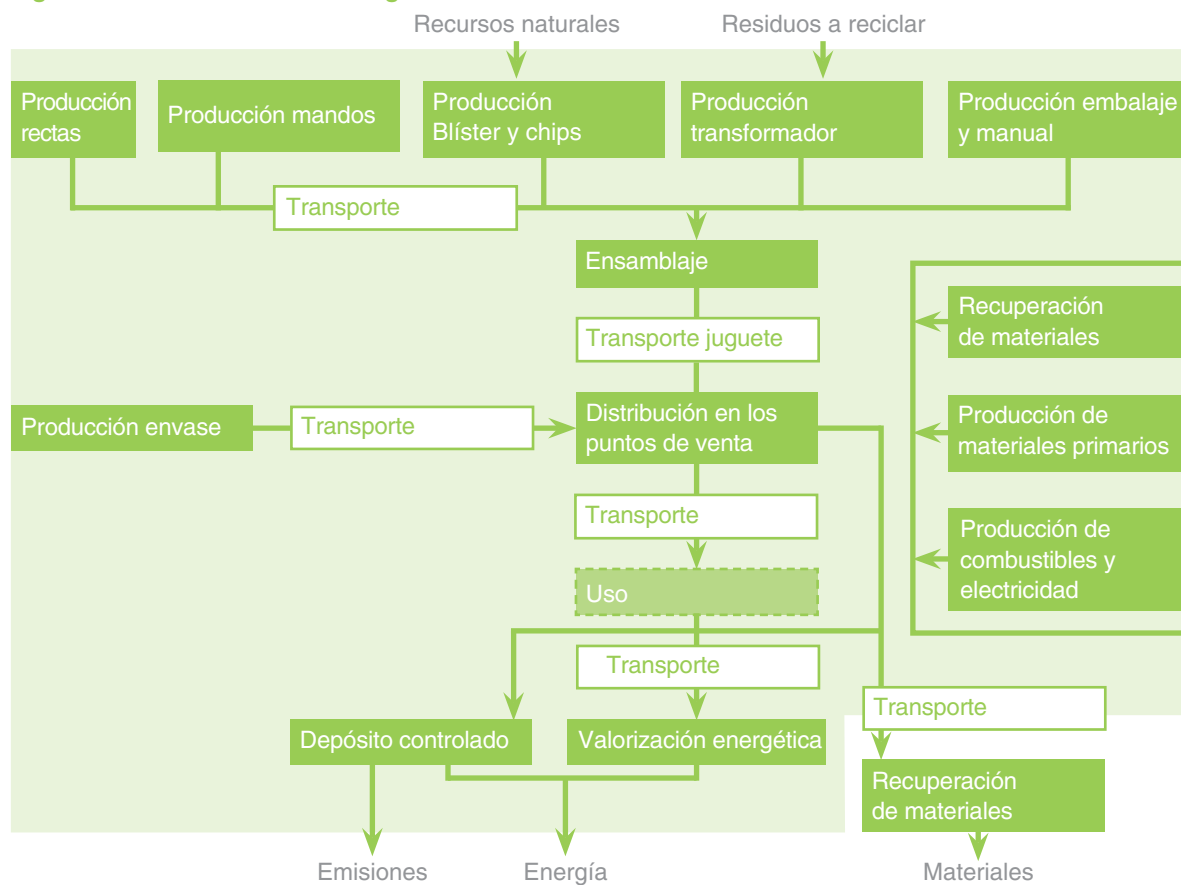 Recursos naturales
Residuos a reciclar
Producción
rectas
Producción mandos
Producción
Blíster y chips
Producción
transformador
Producción embalaje
y manual
Transporte
Ensamblaje
Transporte juguete
Recuperación
de materiales
Producción envase
Transporte
Distribución en los
puntos de venta
Producción de
materiales primarios
Transporte
Producción de
combustibles y
electricidad
Uso
Transporte
Transporte
Depósito controlado
Valorización energética
Recuperación
de materiales
Emisiones
Energía
Materiales